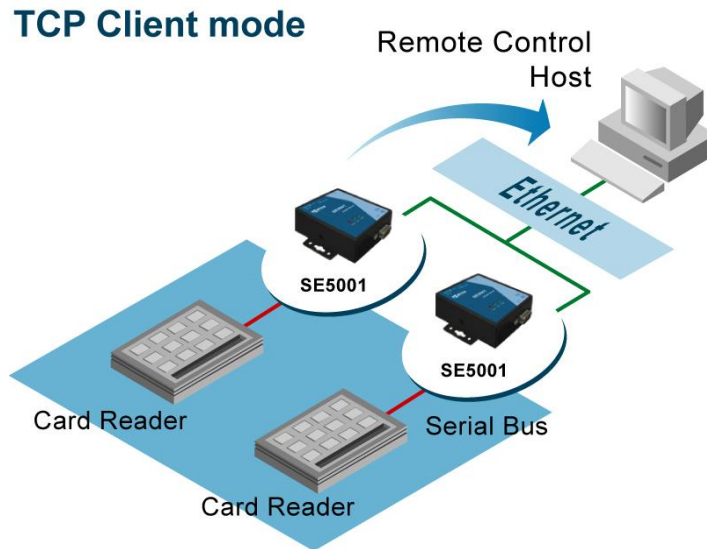 TCP Client mode
Remote Control
Host
Ethernet
SE5001
SE5001
Card Reader
Serial Bus
Card Reader